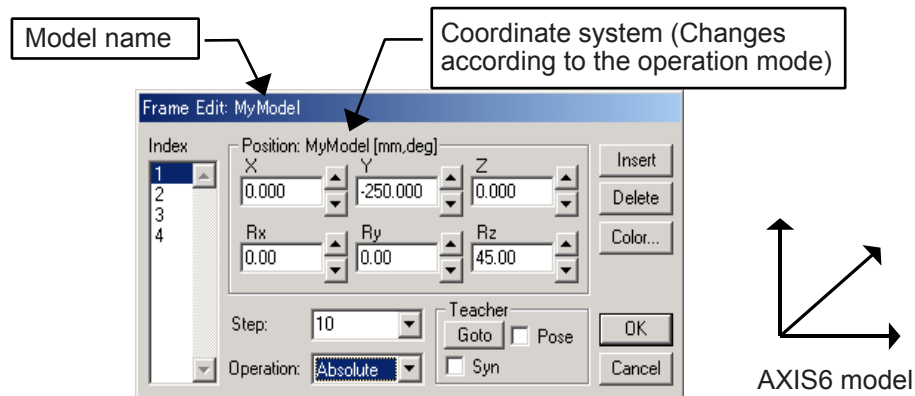 Model name
Coordinate system (Changes
according to the operation mode)
Frame Edit: MyModel
Index
Position: MyModel [mm,deg]
X Y Z
0.000 -250.000 0.000
Rx Ry Rz
0.00 0.00 45.00
1
2
3
4
Insert
Delete
Color...
Step: 10
Operation: Absolute
Teacher
Goto Pose
Syn
OK
Cancel
AXIS6 model